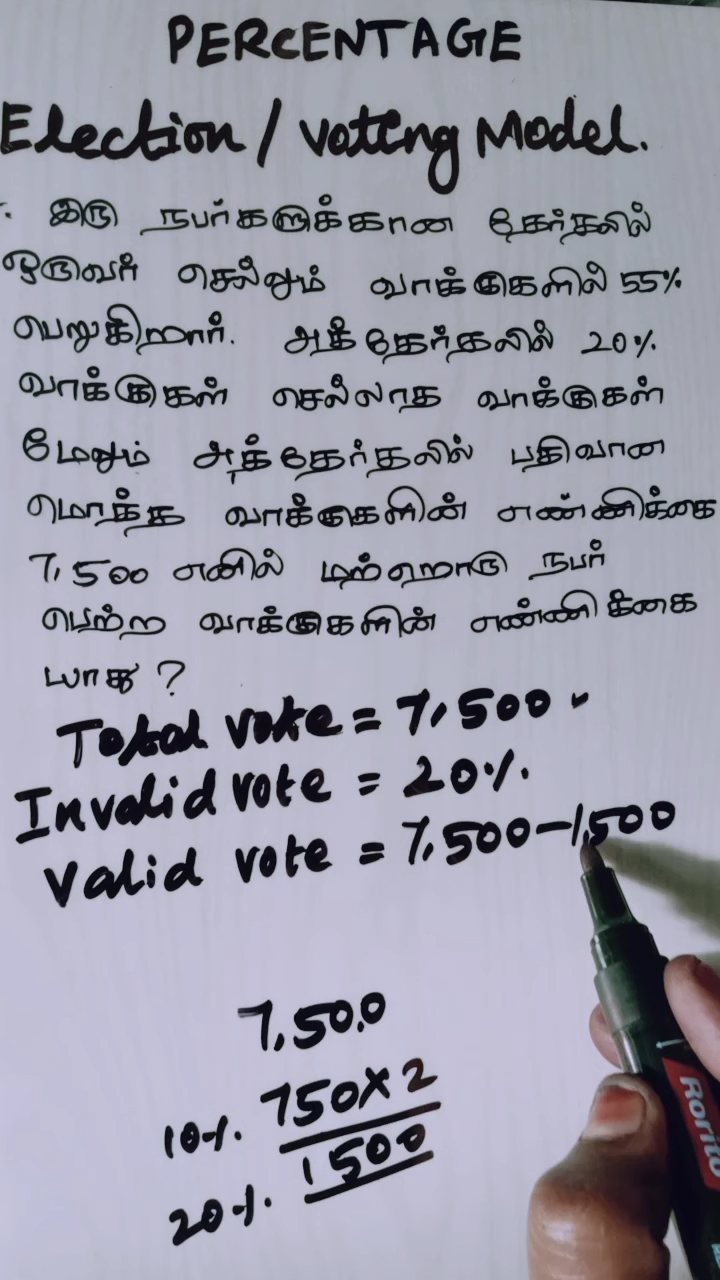 PERCENTAGE
Election / Voting Model.
இரு நபர்களுக்கான தேர்தலில்
ஒருவர் செல்லும் வாக்குகளில் 55%
பெறுகிறார். அத்தேர்தலில் 20%
வாக்குகள் செல்லாத வாக்குகள்
மேலும் அத்தேர்தலில் பதிவான
மொத்த வாக்குகளின் எண்ணிக்கை
7,500 எனில் மற்றொரு நபர்
பெற்ற வாக்குகளின் எண்ணிக்கை
யாது ?
Total vote = 7,500
Invalid vote = 20%.
Valid vote = 7,500-1,500
7,500
10%. 750×2
20%. 1500
Rorito